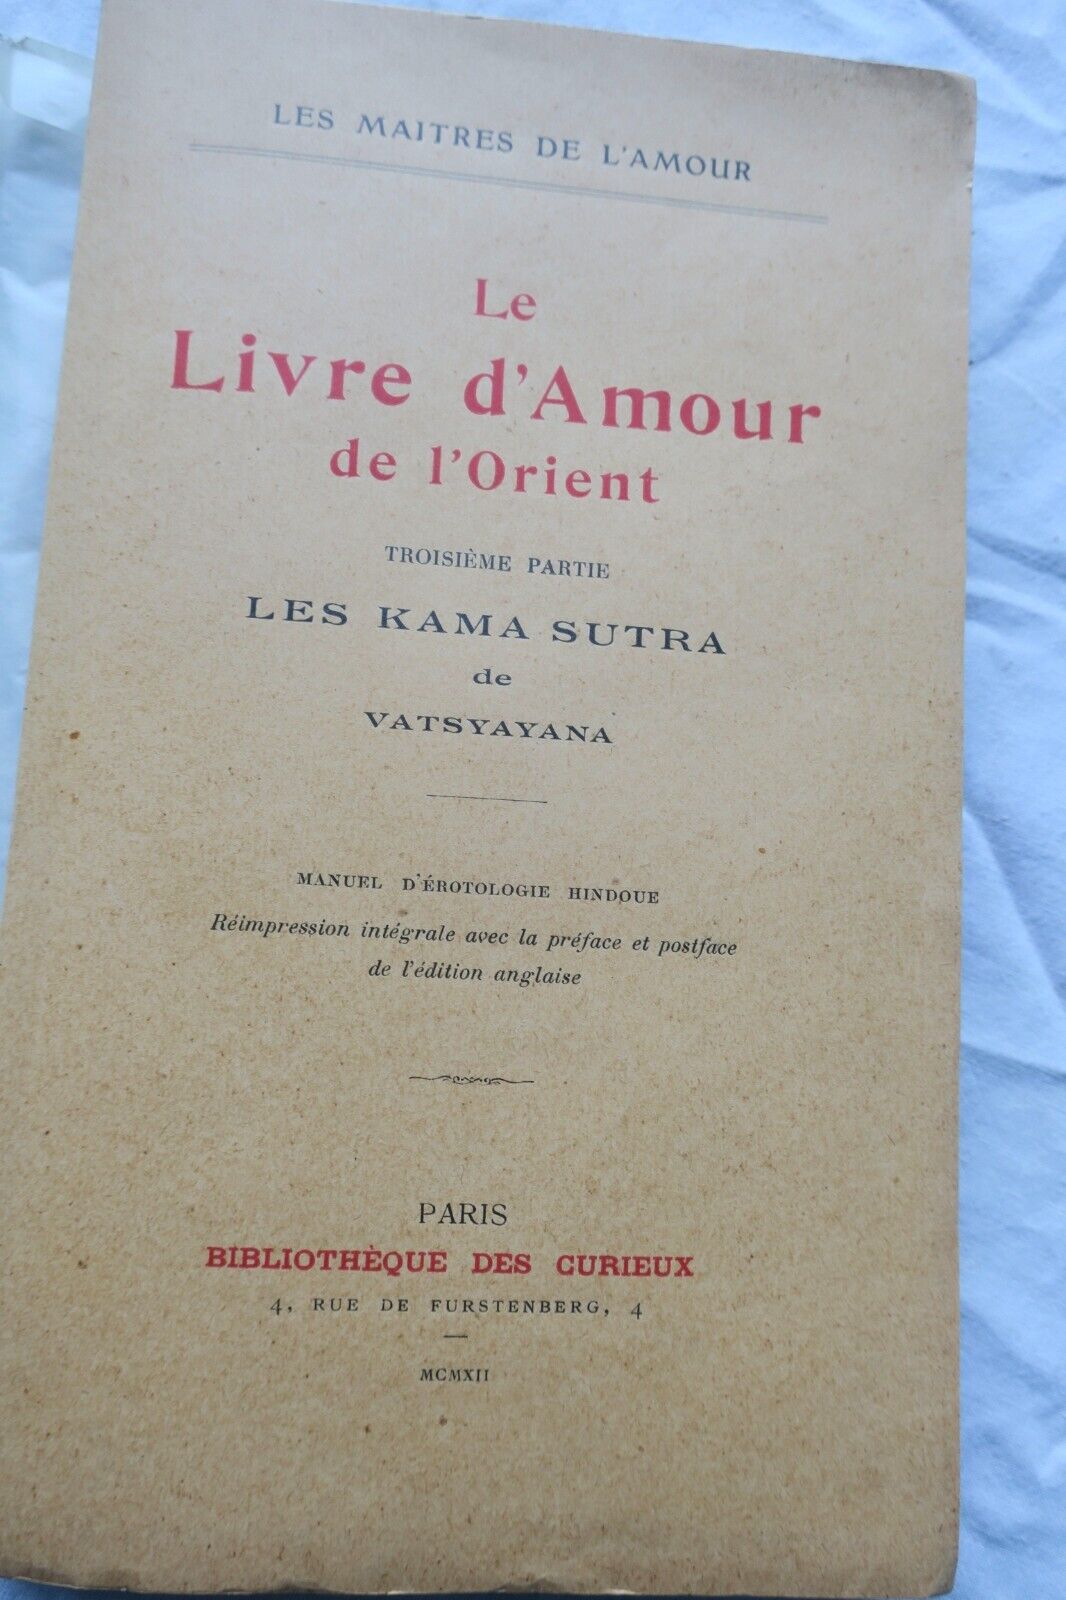 LES MAITRES DE L'AMOUR
Le
Livre d'Amour
de l'Orient
TROISIÈME PARTIE
LES KAMA SUTRA
de
VATSYAYANA
MANUEL D'ÉROTOLOGIE HINDOUE
Réimpression intégrale avec la préface et postface
de l'édition anglaise
PARIS
BIBLIOTHÈQUE DES CURIEUX
4, RUE DE FURSTENBERG, 4
MCMXII